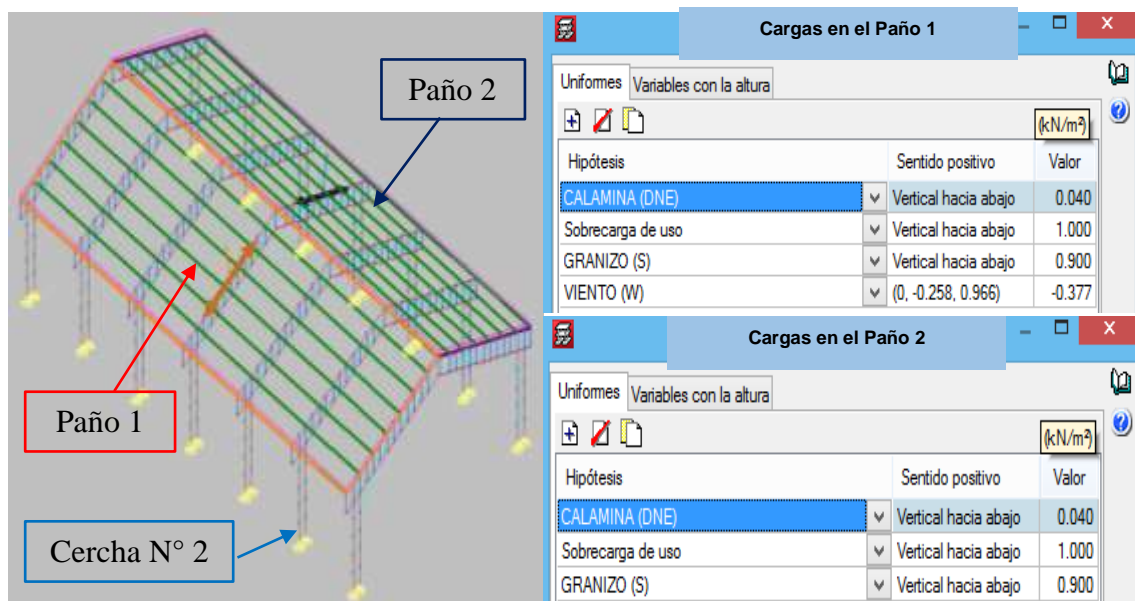 Paño 2
Paño 1
Cercha N° 2
Cargas en el Paño 1
Uniformes Variables con la altura
(kN/m²)
Hipótesis Sentido positivo Valor
CALAMINA (DNE) Vertical hacia abajo 0.040
Sobrecarga de uso Vertical hacia abajo 1.000
GRANIZO (S) Vertical hacia abajo 0.900
VIENTO (W) (0, -0.258, 0.966) -0.377
Cargas en el Paño 2
Uniformes Variables con la altura
(kN/m²)
Hipótesis Sentido positivo Valor
CALAMINA (DNE) Vertical hacia abajo 0.040
Sobrecarga de uso Vertical hacia abajo 1.000
GRANIZO (S) Vertical hacia abajo 0.900